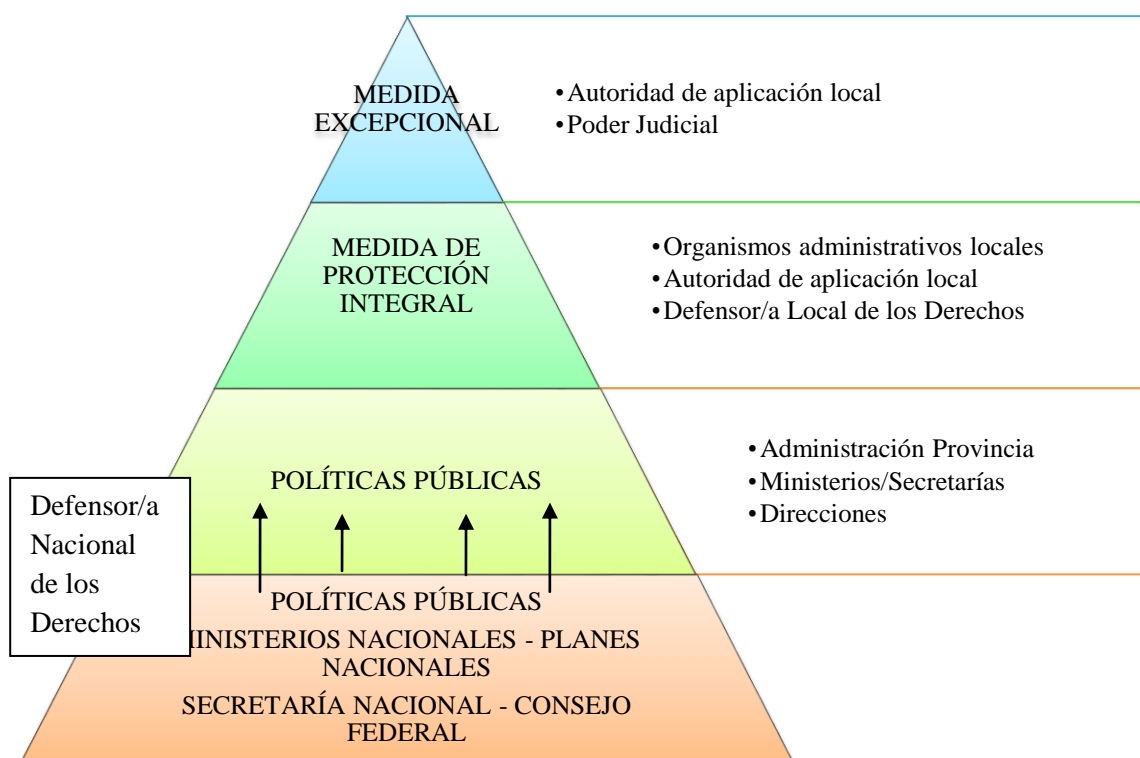 MEDIDA
EXCEPCIONAL
•Autoridad de aplicación local
•Poder Judicial
MEDIDA DE
PROTECCIÓN
INTEGRAL
•Organismos administrativos locales
•Autoridad de aplicación local
•Defensor/a Local de los Derechos
POLÍTICAS PÚBLICAS
•Administración Provincia
•Ministerios/Secretarías
•Direcciones
Defensor/a
Nacional
de los
Derechos
POLÍTICAS PÚBLICAS
MINISTERIOS NACIONALES - PLANES
NACIONALES
SECRETARÍA NACIONAL - CONSEJO
FEDERAL